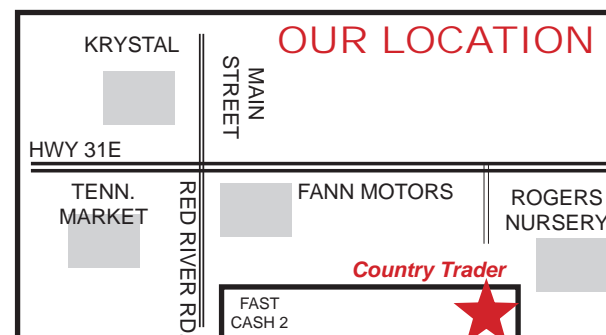 OUR LOCATION
KRYSTAL
MAIN
STREET
HWY 31E
TENN.
MARKET
RED RIVER RD
FANN MOTORS
ROGERS
NURSERY
Country Trader
FAST
CASH 2